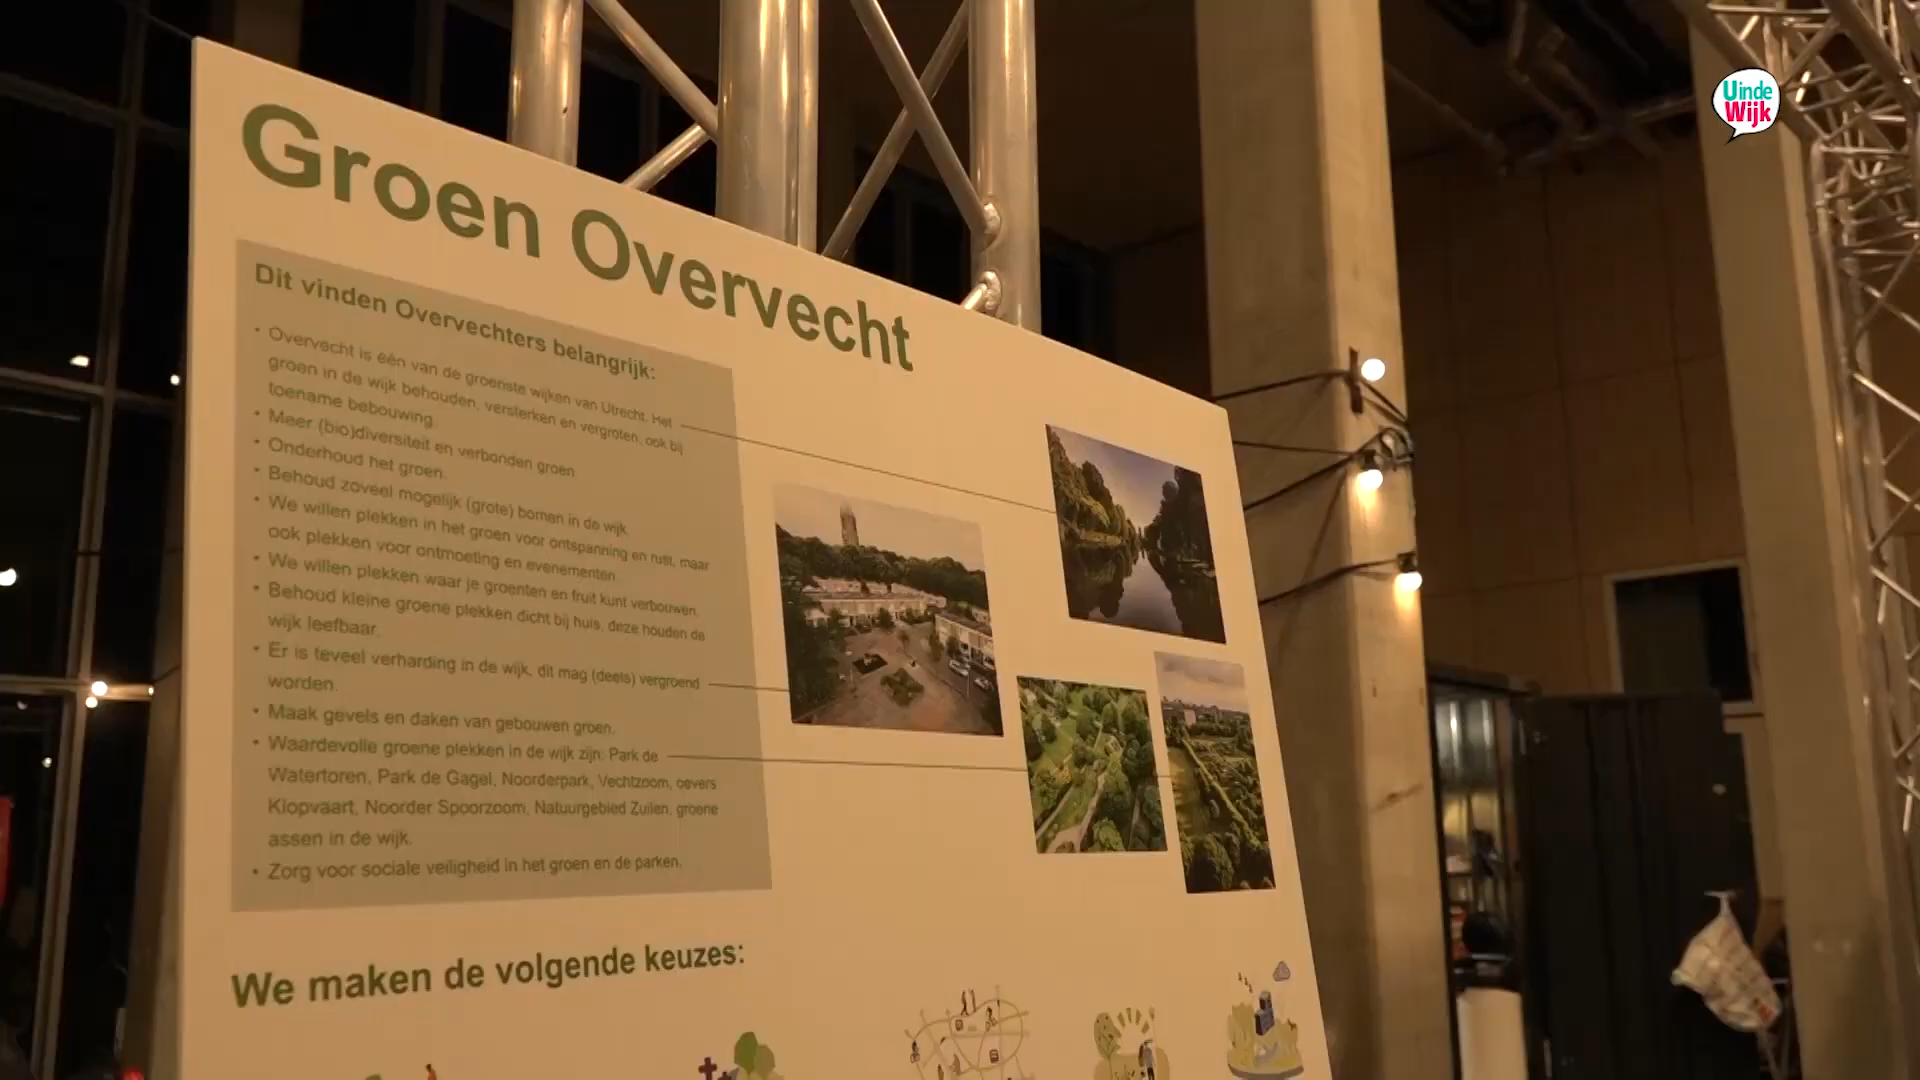 Uinde
Wijk
Groen Overvecht
Dit vinden Overvechters belangrijk:
• Overvecht is één van de groenste wijken van Utrecht. Het
groen in de wijk behouden, versterken en vergroten, ook bij
toename bebouwing.
• Meer (bio)diversiteit en verbonden groen.
• Onderhoud het groen.
• Behoud zoveel mogelijk (grote) bomen in de wijk.
• We willen plekken in het groen voor ontspanning en rust, maar
ook plekken voor ontmoeting en evenementen.
• We willen plekken waar je groenten en fruit kunt verbouwen.
• Behoud kleine groene plekken dicht bij huis, deze houden de
wijk leefbaar.
• Er is teveel verharding in de wijk, dit mag (deels) vergroend
worden.
• Maak gevels en daken van gebouwen groen.
• Waardevolle groene plekken in de wijk zijn: Park de
Watertoren, Park de Gagel, Noorderpark, Vechtzoom, oevers
Klopvaart, Noorder Spoorzoom, Natuurgebied Zuilen, groene
assen in de wijk.
• Zorg voor sociale veiligheid in het groen en de parken.
We maken de volgende keuzes: